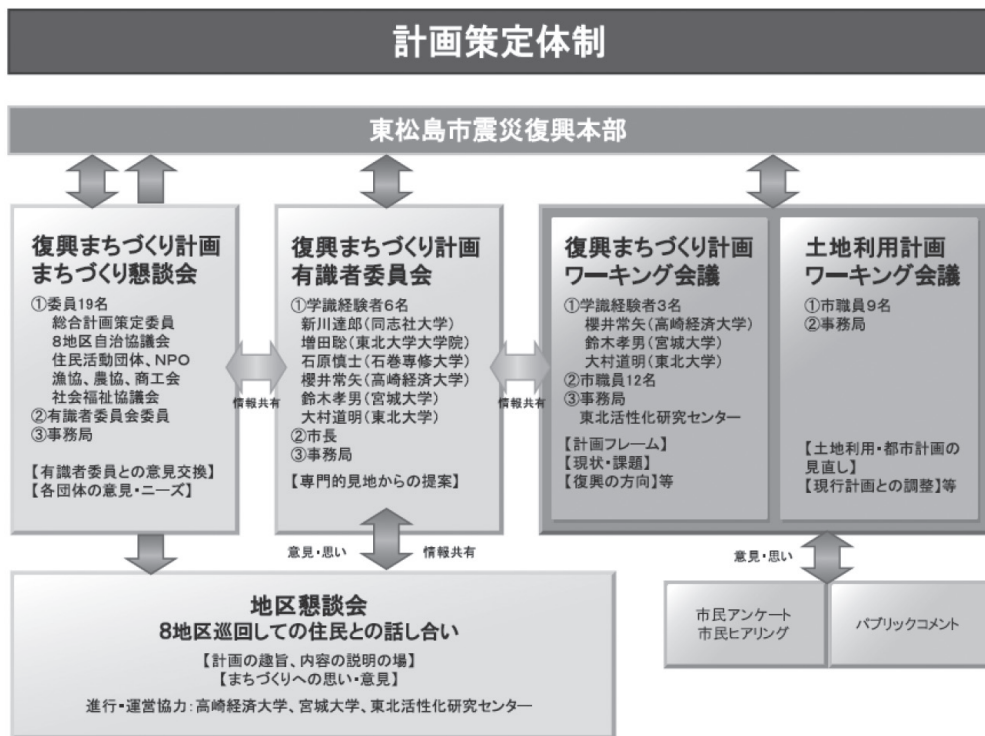 計画策定体制
東松島市震災復興本部
復興まちづくり計画
まちづくり懇談会
①委員19名
総合計画策定委員
8地区自治協議会
住民活動団体、NPO
漁協、農協、商工会
社会福祉協議会
②有識者委員会委員
③事務局
【有識者委員との意見交換】
【各団体の意見・ニーズ】
情報共有
復興まちづくり計画
有識者委員会
①学識経験者6名
新川達郎(同志社大学)
増田聡(東北大学大学院)
石原慎士(石巻専修大学)
櫻井常矢(高崎経済大学)
鈴木孝男(宮城大学)
大村道明(東北大学)
②市長
③事務局
【専門的見地からの提案】
情報共有
復興まちづくり計画
ワーキング会議
①学識経験者3名
櫻井常矢(高崎経済大学)
鈴木孝男(宮城大学)
大村道明(東北大学)
②市職員12名
③事務局
東北活性化研究センター
【計画フレーム】
【現状・課題】
【復興の方向】等
土地利用計画
ワーキング会議
①市職員9名
②事務局
【土地利用・都市計画の
見直し】
【現行計画との調整】等
意見・思い
情報共有
意見・思い
地区懇談会
8地区巡回しての住民との話し合い
【計画の趣旨、内容の説明の場】
【まちづくりへの思い・意見】
進行・運営協力:高崎経済大学、宮城大学、東北活性化研究センター
市民アンケート
市民ヒアリング
パブリックコメント